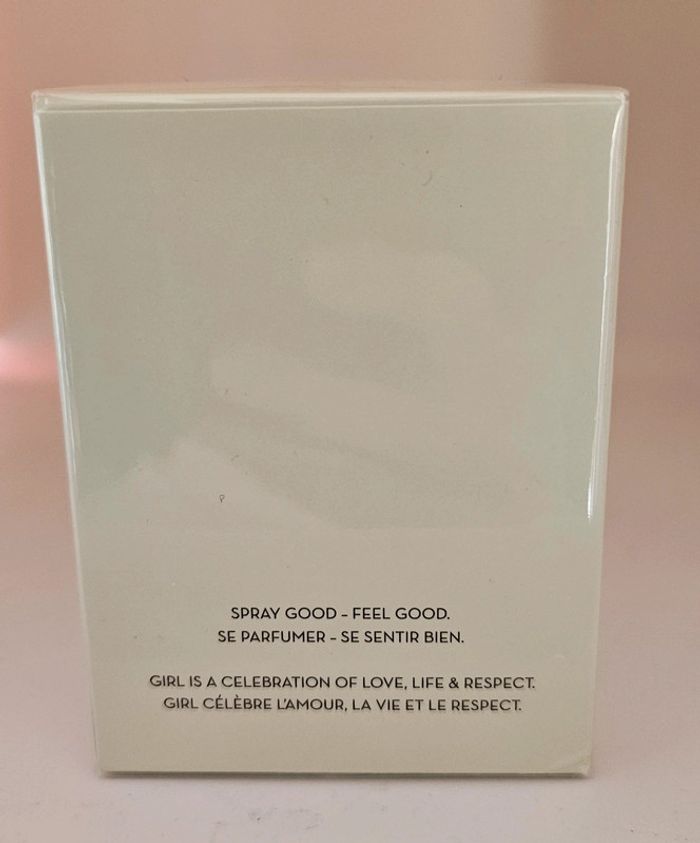 SPRAY GOOD – FEEL GOOD.
SE PARFUMER – SE SENTIR BIEN.
GIRL IS A CELEBRATION OF LOVE, LIFE & RESPECT.
GIRL CÉLÈBRE L'AMOUR, LA VIE ET LE RESPECT.